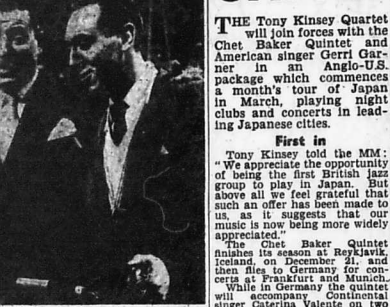 THE Tony Kinsey Quartet
will join forces with the
Chet Baker Quintet and
American singer Gerri Gar-
ner in an Anglo-U.S.
package which commences
a month's tour of Japan
in March, playing night
clubs and concerts in lead-
ing Japanese cities.
First in
Tony Kinsey told the MM:
"We appreciate the opportunity
of being the first British jazz
group to play in Japan. But
above all we feel grateful that
such an offer has been made to
us, as it suggests that our
music is now being more widely
appreciated."
The Chet Baker Quintet
finishes its season at Reykjavik,
Iceland, on December 21, and
then flies to Germany for con-
certs at Frankfurt and Munich.
While in Germany the quintet
will accompany Continental
singer Caterina Valente on two